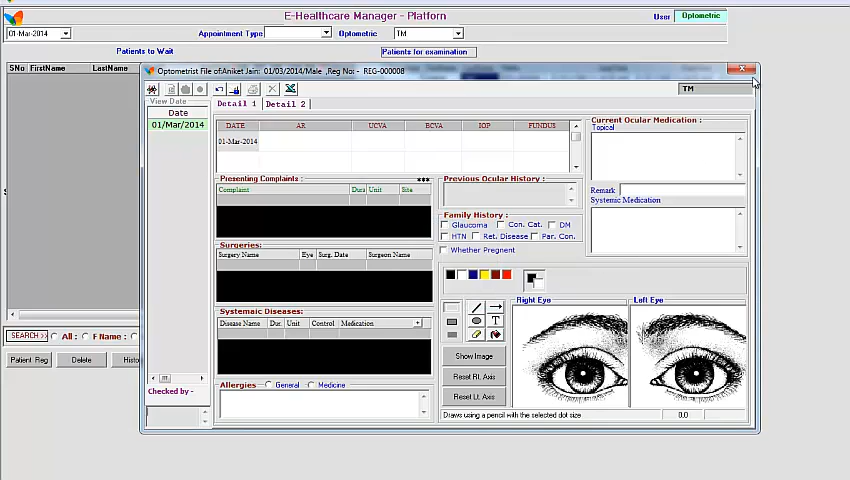 E-Healthcare Manager - Platforn
User Optometric
01-Mar-2014 Appointment Type Optometric TM
Patients to Wait Patients for examination
SNo FirstName LastName
Optometrist File of:Aniket Jain: 01/03/2014/Male ,Reg No: - REG-000008
TM
View Date
Date
01/Mar/2014
Checked by -
Detail 1 Detail 2
DATE AR UCVA BCVA IOP FUNDUS
01-Mar-2014
Current Ocular Medication :
Topical
Remark
Systemic Medication
Presenting Complaints : ***
Complaint Dura Unit Site
Previous Ocular History :
Family History :
Glaucoma Con. Cat. DM
HTN Ret. Disease Par. Con.
Whether Pregnent
Surgeries:
Surgery Name Eye Surg. Date Surgeon Name
Systemaic Diseases:
Disease Name Dur. Unit Control Medication +
Allergies General Medicine
Right Eye Left Eye
T
Show Image
Reset Rt. Axis
Reset Lt. Axis
Draws using a pencil with the selected dot size 0,0
SEARCH >> All : F Name :
Patient Reg Delete Histo